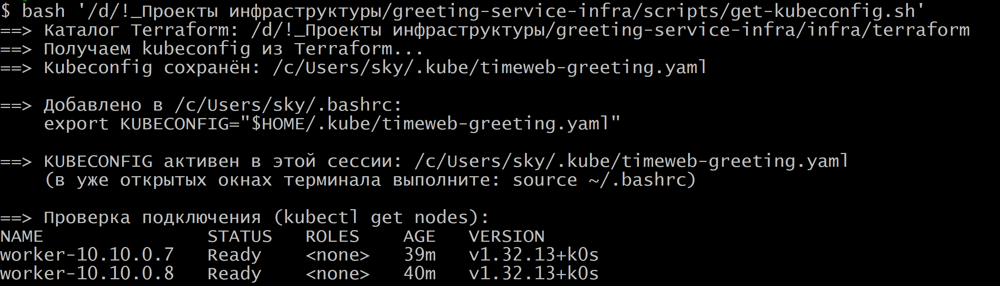 $ bash '/d/!_Проекты инфраструктуры/greeting-service-infra/scripts/get-kubeconfig.sh'
==> Каталог Terraform: /d/!_Проекты инфраструктуры/greeting-service-infra/infra/terraform
==> Получаем kubeconfig из Terraform...
==> Kubeconfig сохранён: /c/Users/sky/.kube/timeweb-greeting.yaml

==> Добавлено в /c/Users/sky/.bashrc:
    export KUBECONFIG="$HOME/.kube/timeweb-greeting.yaml"

==> KUBECONFIG активен в этой сессии: /c/Users/sky/.kube/timeweb-greeting.yaml
    (в уже открытых окнах терминала выполните: source ~/.bashrc)

==> Проверка подключения (kubectl get nodes):
NAME               STATUS   ROLES    AGE   VERSION
worker-10.10.0.7   Ready    <none>   39m   v1.32.13+k0s
worker-10.10.0.8   Ready    <none>   40m   v1.32.13+k0s